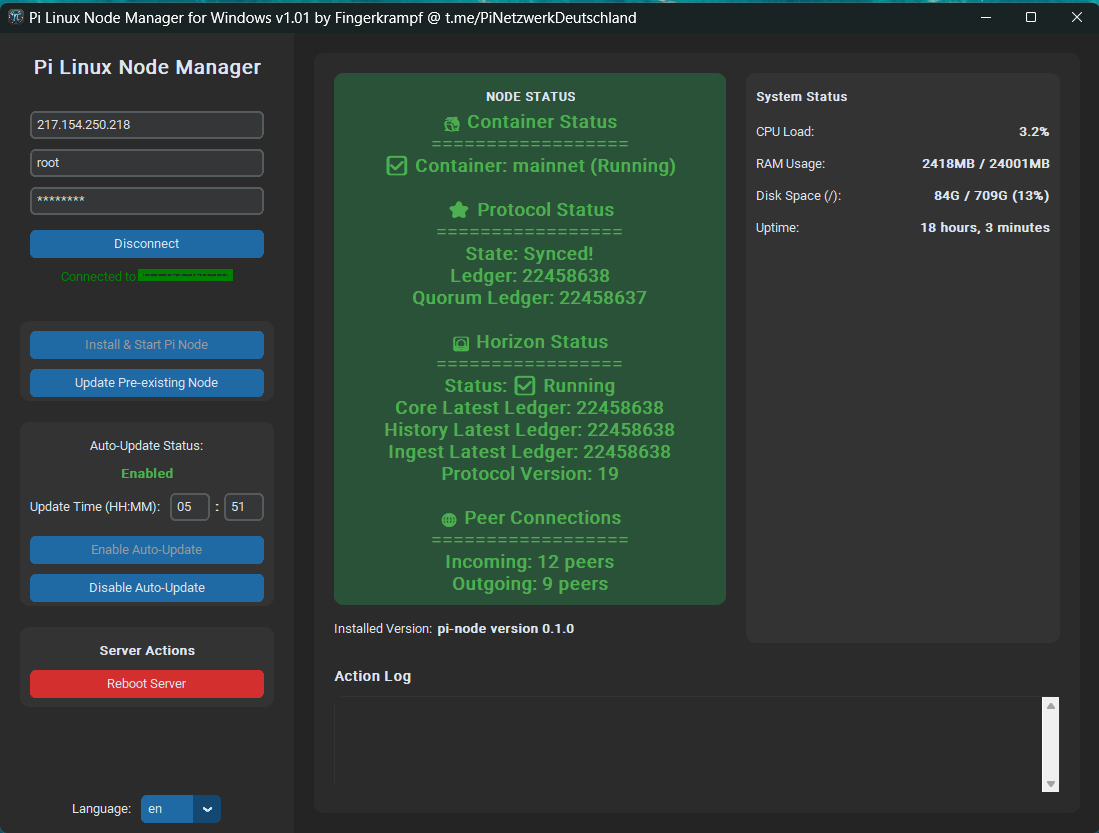 Pi Linux Node Manager for Windows v1.01 by Fingerkrampf @ t.me/PiNetzwerkDeutschland
Pi Linux Node Manager
217.154.250.218
root
********
Disconnect
Connected to
Install & Start Pi Node
Update Pre-existing Node
Auto-Update Status:
Enabled
Update Time (HH:MM): 05 : 51
Enable Auto-Update
Disable Auto-Update
Server Actions
Reboot Server
Language: en
NODE STATUS
Container Status
==================
Container: mainnet (Running)
Protocol Status
=================
State: Synced!
Ledger: 22458638
Quorum Ledger: 22458637
Horizon Status
=================
Status: Running
Core Latest Ledger: 22458638
History Latest Ledger: 22458638
Ingest Latest Ledger: 22458638
Protocol Version: 19
Peer Connections
==================
Incoming: 12 peers
Outgoing: 9 peers
Installed Version: pi-node version 0.1.0
Action Log
System Status
CPU Load: 3.2%
RAM Usage: 2418MB / 24001MB
Disk Space (/): 84G / 709G (13%)
Uptime: 18 hours, 3 minutes